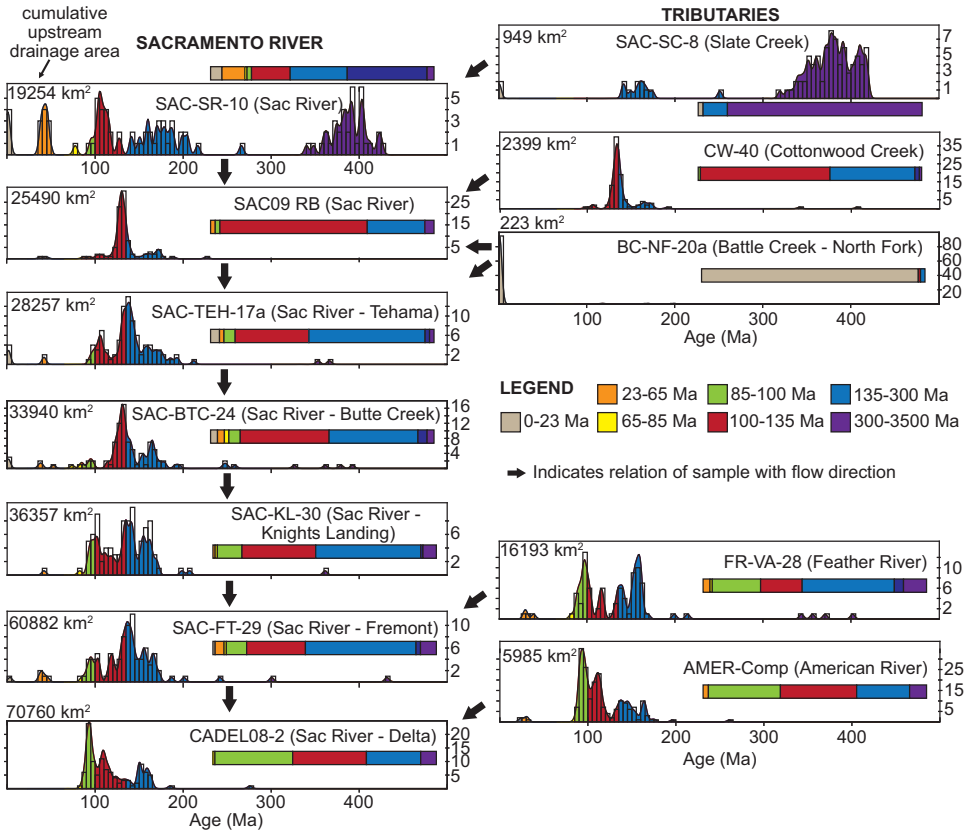 cumulative
upstream
drainage area
SACRAMENTO RIVER
19254 km²
SAC-SR-10 (Sac River)
5
3
1
100
200
300
400
25490 km²
SAC09 RB (Sac River)
25
15
5
28257 km²
SAC-TEH-17a (Sac River - Tehama)
10
6
2
33940 km²
SAC-BTC-24 (Sac River - Butte Creek)
16
12
8
4
36357 km²
SAC-KL-30 (Sac River -
Knights Landing)
6
2
60882 km²
SAC-FT-29 (Sac River - Fremont)
10
6
2
70760 km²
CADEL08-2 (Sac River - Delta)
20
15
10
5
100
200
300
400
Age (Ma)
TRIBUTARIES
949 km²
SAC-SC-8 (Slate Creek)
7
5
3
1
2399 km²
CW-40 (Cottonwood Creek)
35
25
15
5
223 km²
BC-NF-20a (Battle Creek - North Fork)
80
60
40
20
100
200
300
400
Age (Ma)
LEGEND
0-23 Ma
23-65 Ma
65-85 Ma
85-100 Ma
100-135 Ma
135-300 Ma
300-3500 Ma
Indicates relation of sample with flow direction
16193 km²
FR-VA-28 (Feather River)
10
6
2
5985 km²
AMER-Comp (American River)
25
15
5
100
200
300
400
Age (Ma)